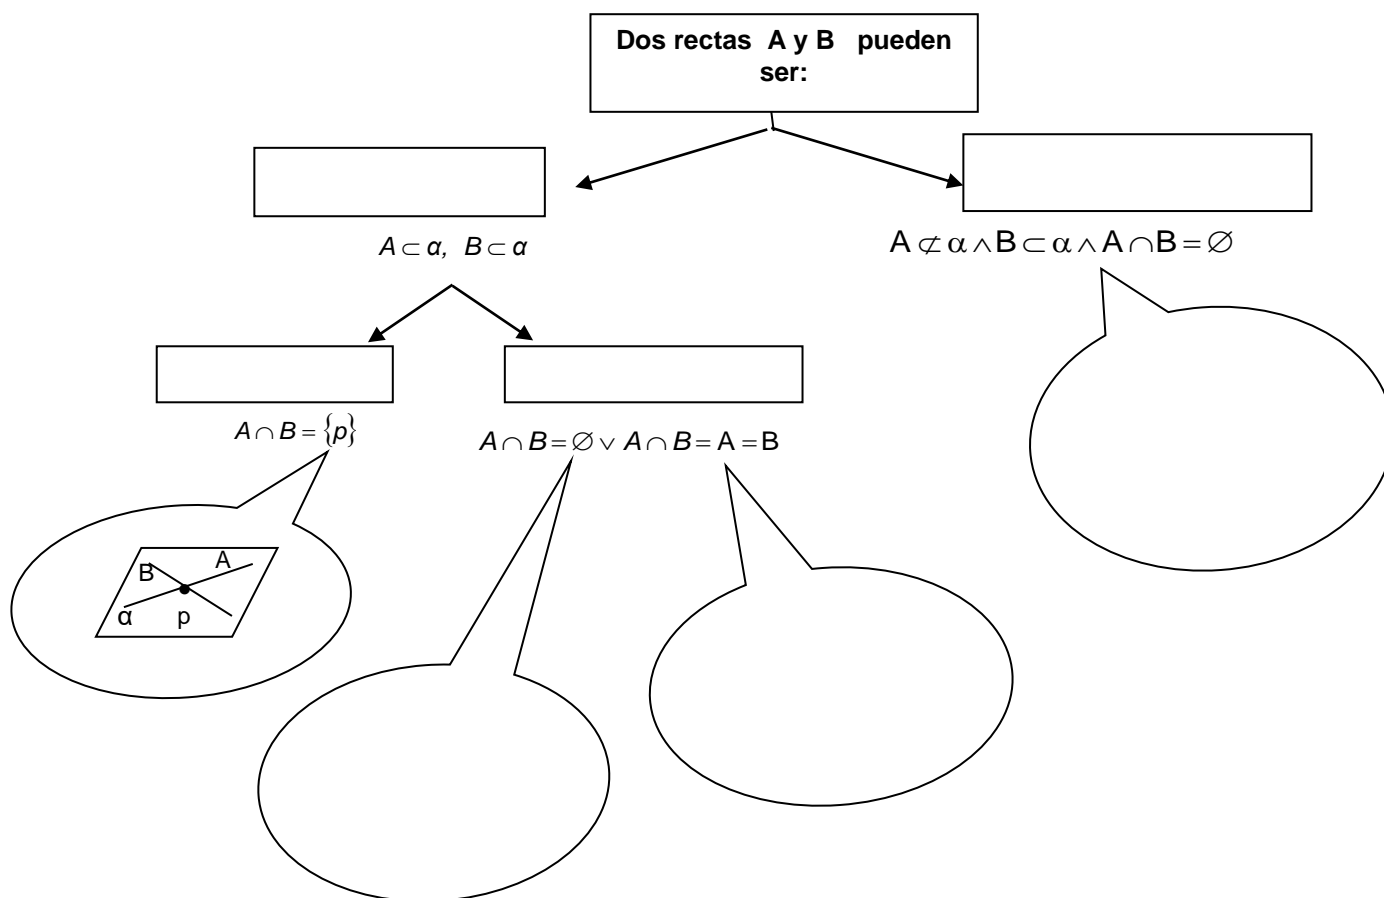 Dos rectas A y B pueden
ser:
A ⊂ α, B ⊂ α
A ⊄ α ∧ B ⊂ α ∧ A ∩ B = ∅
A ∩ B = {p}
A ∩ B = ∅ ∨ A ∩ B = A = B
B
A
α
p